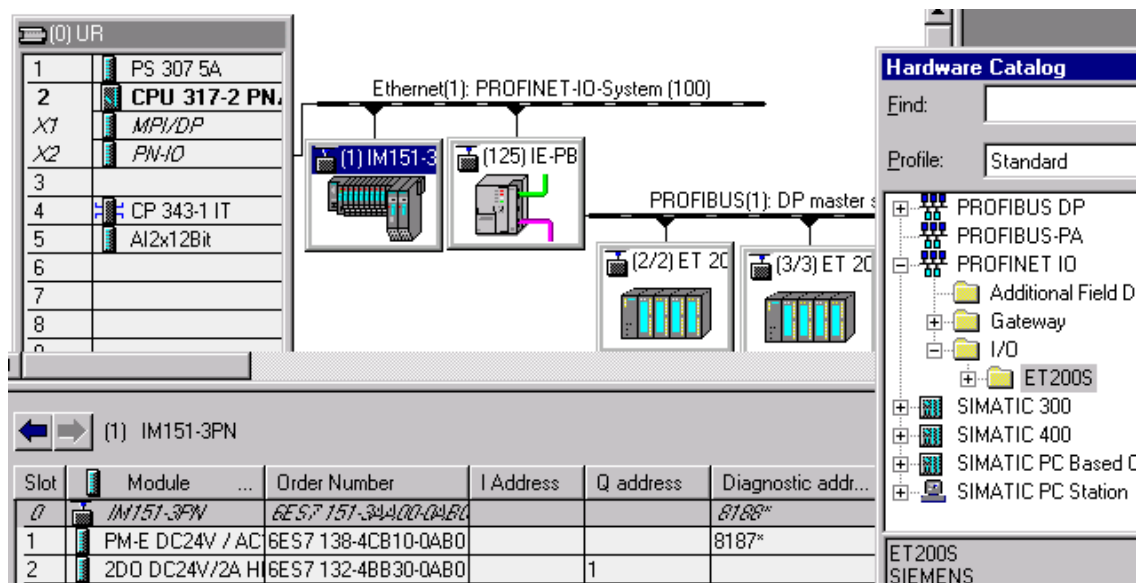 (0) UR
1 PS 307 5A
2 CPU 317-2 PN/
X1 MPI/DP
X2 PN-IO
3
4 CP 343-1 IT
5 AI2x12Bit
6
7
8
Ethernet(1): PROFINET-IO-System (100)
(1) IM151-3
(125) IE-PB
PROFIBUS(1): DP master s
(2/2) ET 20
(3/3) ET 20
Hardware Catalog
Find:
Profile: Standard
PROFIBUS DP
PROFIBUS-PA
PROFINET IO
Additional Field D
Gateway
I/O
ET200S
SIMATIC 300
SIMATIC 400
SIMATIC PC Based C
SIMATIC PC Station
ET200S
SIEMENS
(1) IM151-3PN
Slot Module ... Order Number I Address Q address Diagnostic addr...
0 IM151-3PN 6ES7 151-3AA00-0AB0 8188*
1 PM-E DC24V / AC 6ES7 138-4CB10-0AB0 8187*
2 2DO DC24V/2A HI 6ES7 132-4BB30-0AB0 1